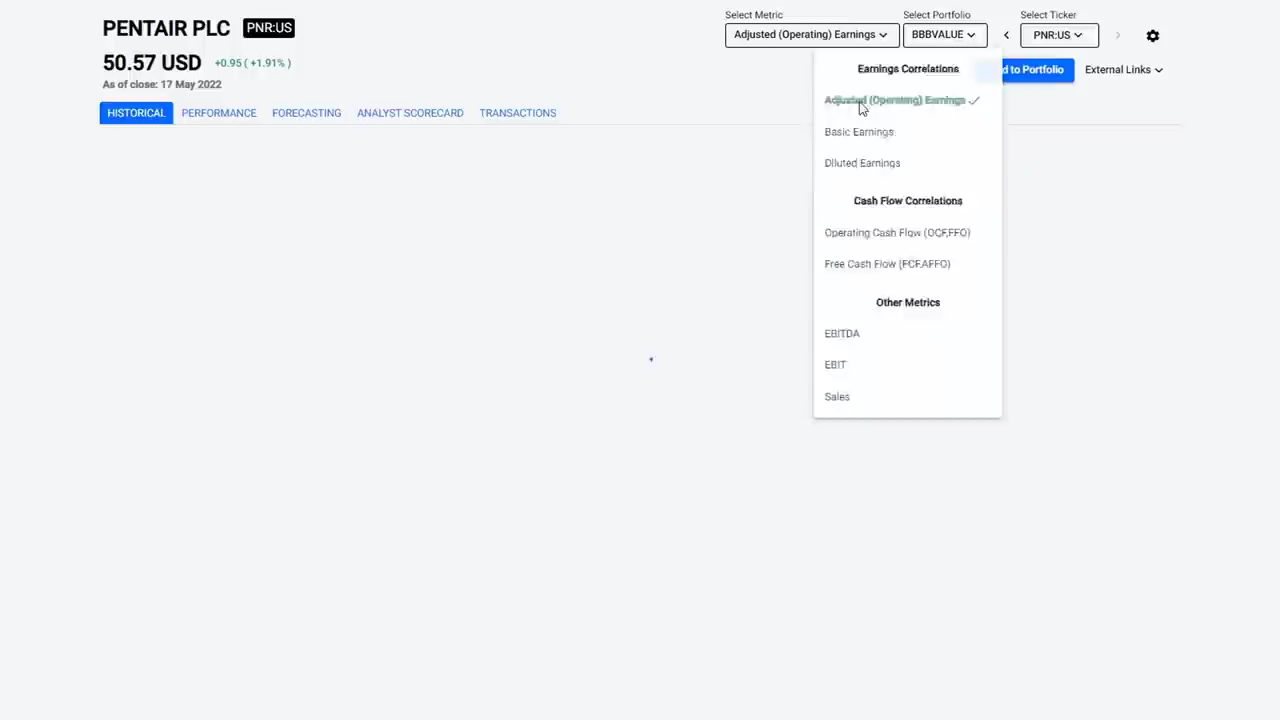 PENTAIR PLC PNR:US
50.57 USD +0.95 ( +1.91% )
As of close: 17 May 2022
Select Metric Select Portfolio Select Ticker
Adjusted (Operating) Earnings BBBVALUE PNR:US
d to Portfolio External Links
HISTORICAL PERFORMANCE FORECASTING ANALYST SCORECARD TRANSACTIONS
Earnings Correlations
Adjusted (Operating) Earnings
Basic Earnings
Diluted Earnings
Cash Flow Correlations
Operating Cash Flow (OCF,FFO)
Free Cash Flow (FCF,AFFO)
Other Metrics
EBITDA
EBIT
Sales